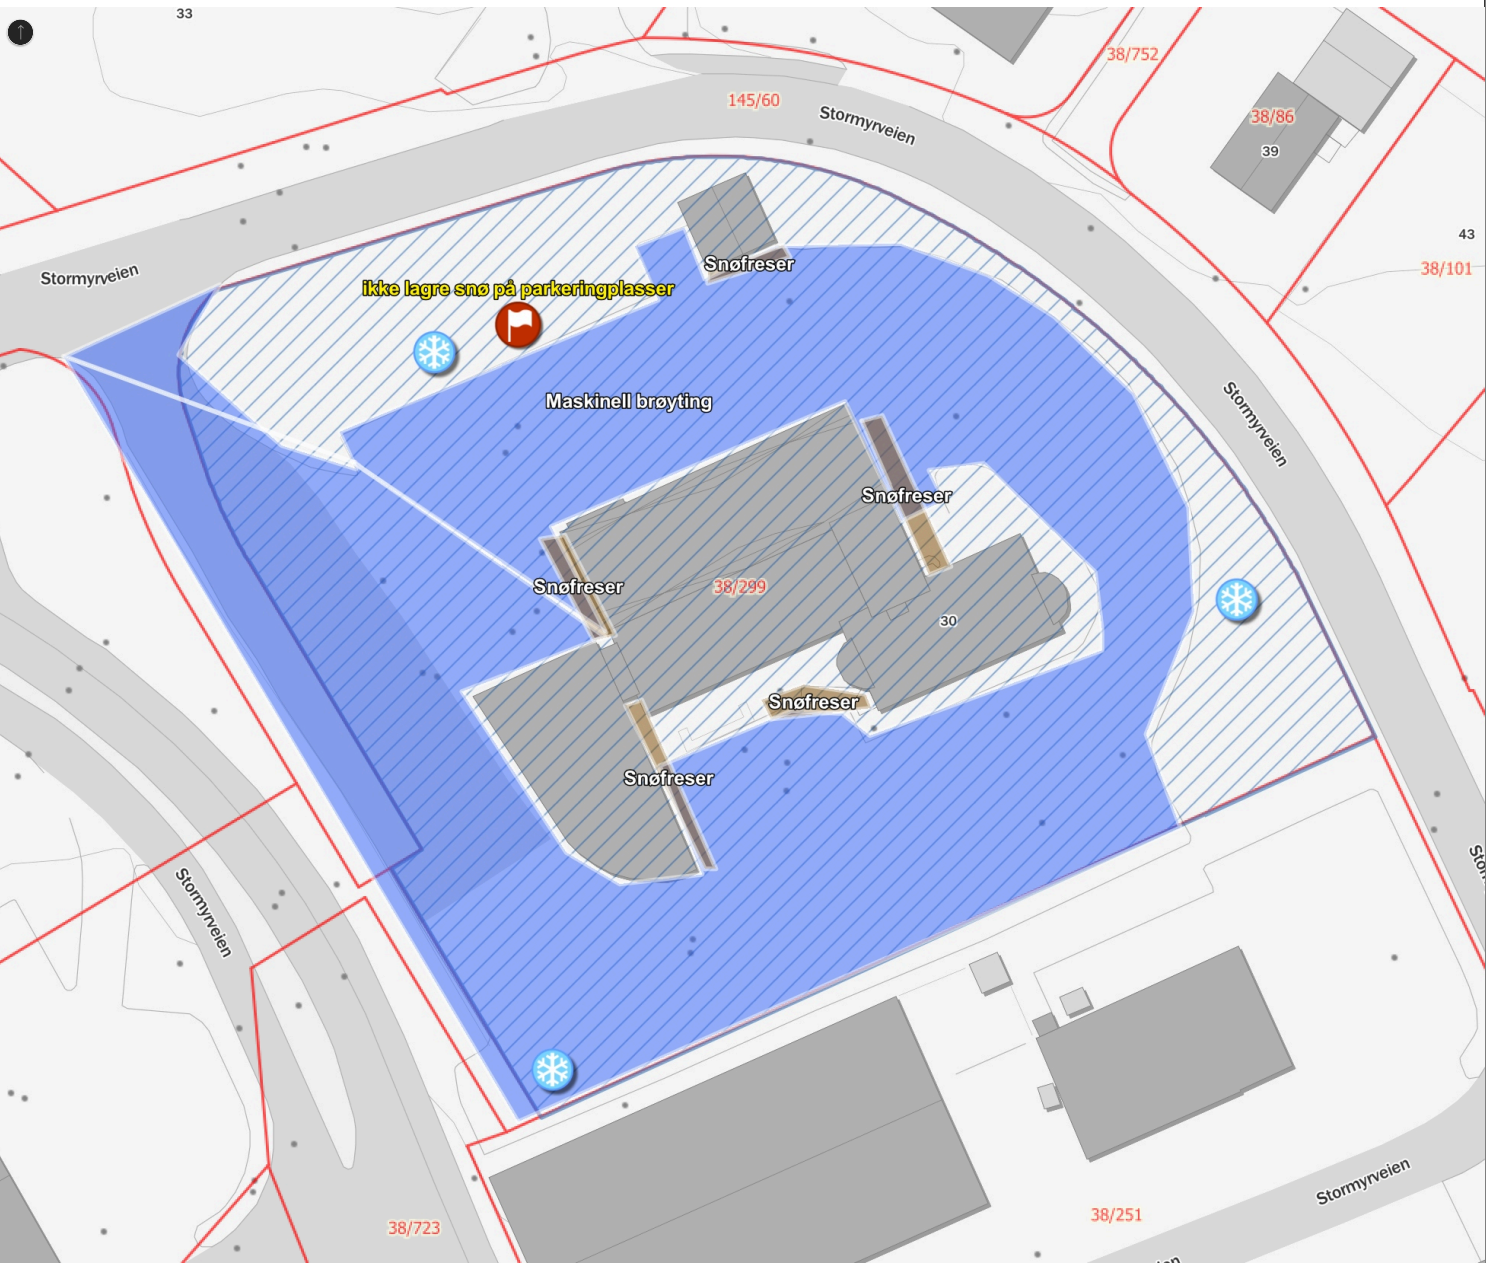 33
38/752
145/60
Stormyrveien
38/86
39
43
38/101
Stormyrveien
Snøfreser
ikke lagre snø på parkeringplasser
Maskinell brøyting
Stormyrveien
Snøfreser
Snøfreser
38/299
30
Snøfreser
Snøfreser
Stormyrveien
38/723
38/251
Stormyrveien